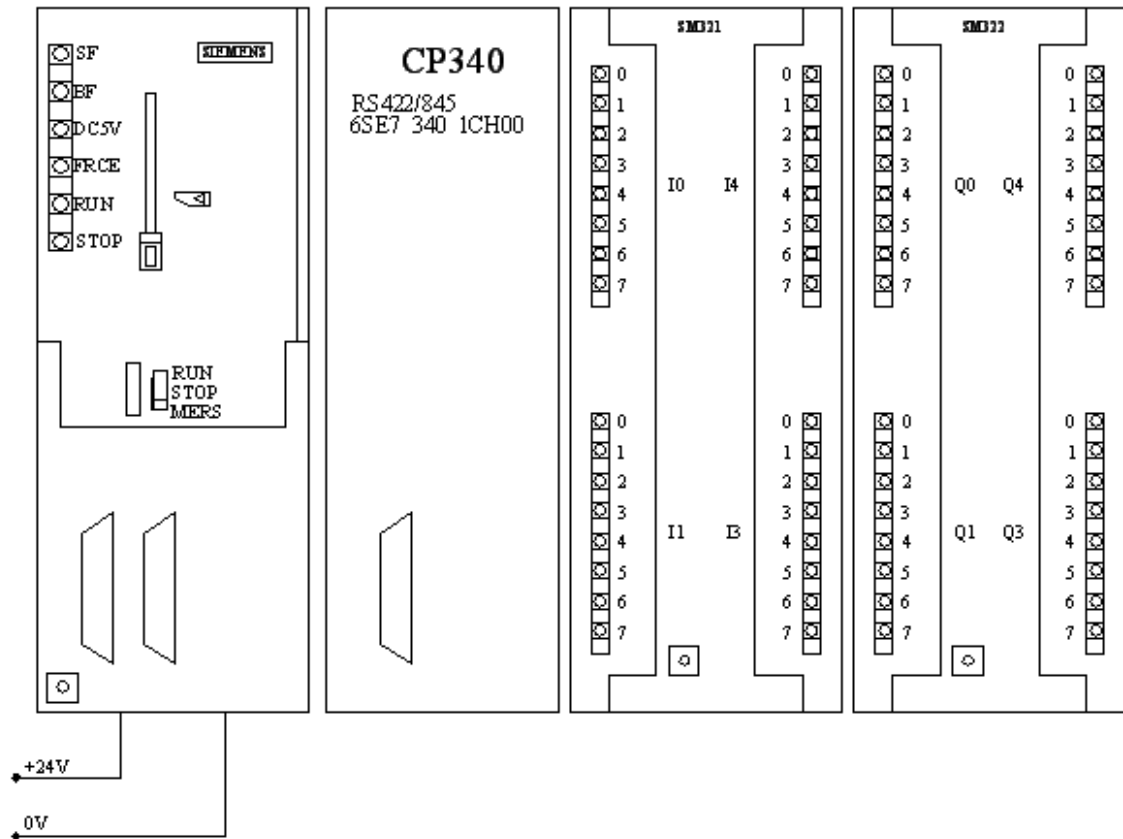 SF
BF
DC5V
FRCE
RUN
STOP
SIEMENS
RUN
STOP
MERS
+24V
0V
CP340
RS422/845
6SE7 340 1CH00
SM321
0 0
1 1
2 2
3 3
I0 I4
4 4
5 5
6 6
7 7
0 0
1 1
2 2
3 3
I1 I3
4 4
5 5
6 6
7 7
SM322
0 0
1 1
2 2
3 3
Q0 Q4
4 4
5 5
6 6
7 7
0 0
1 1
2 2
3 3
Q1 Q3
4 4
5 5
6 6
7 7